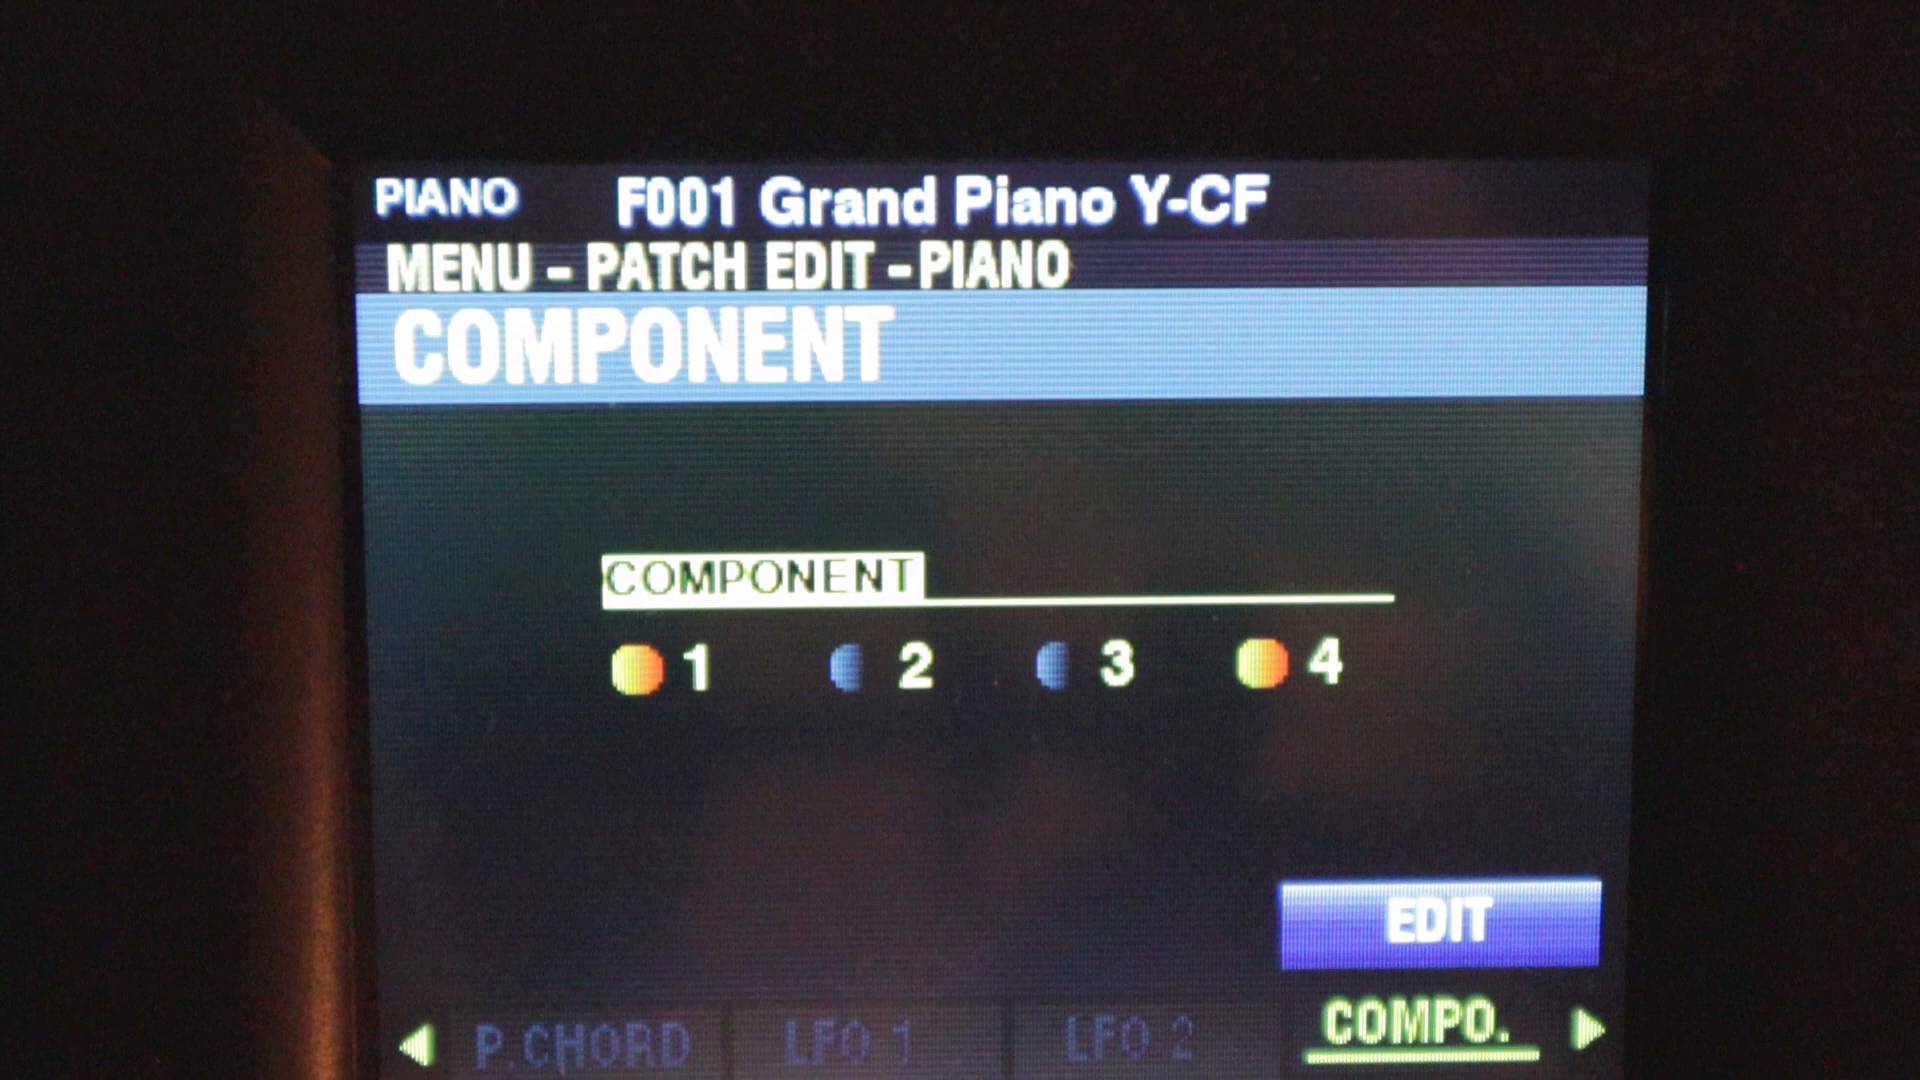 PIANO F001 Grand Piano Y-CF
MENU - PATCH EDIT - PIANO
COMPONENT
COMPONENT
1 2 3 4
EDIT
P.CHORD LFO 1 LFO 2 COMPO.